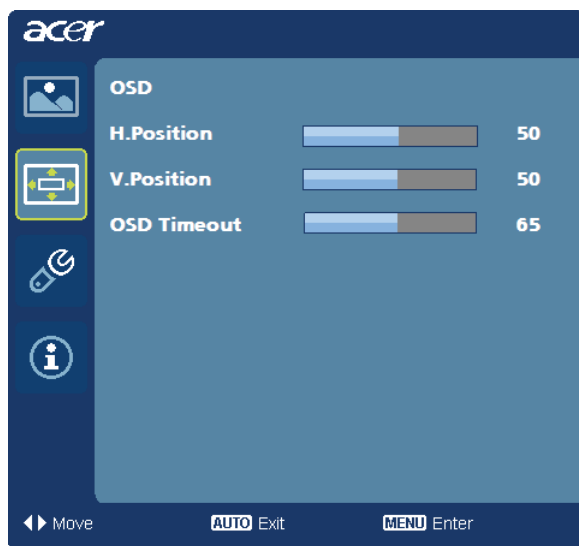 acer
OSD
H.Position 50
V.Position 50
OSD Timeout 65
Move AUTO Exit MENU Enter